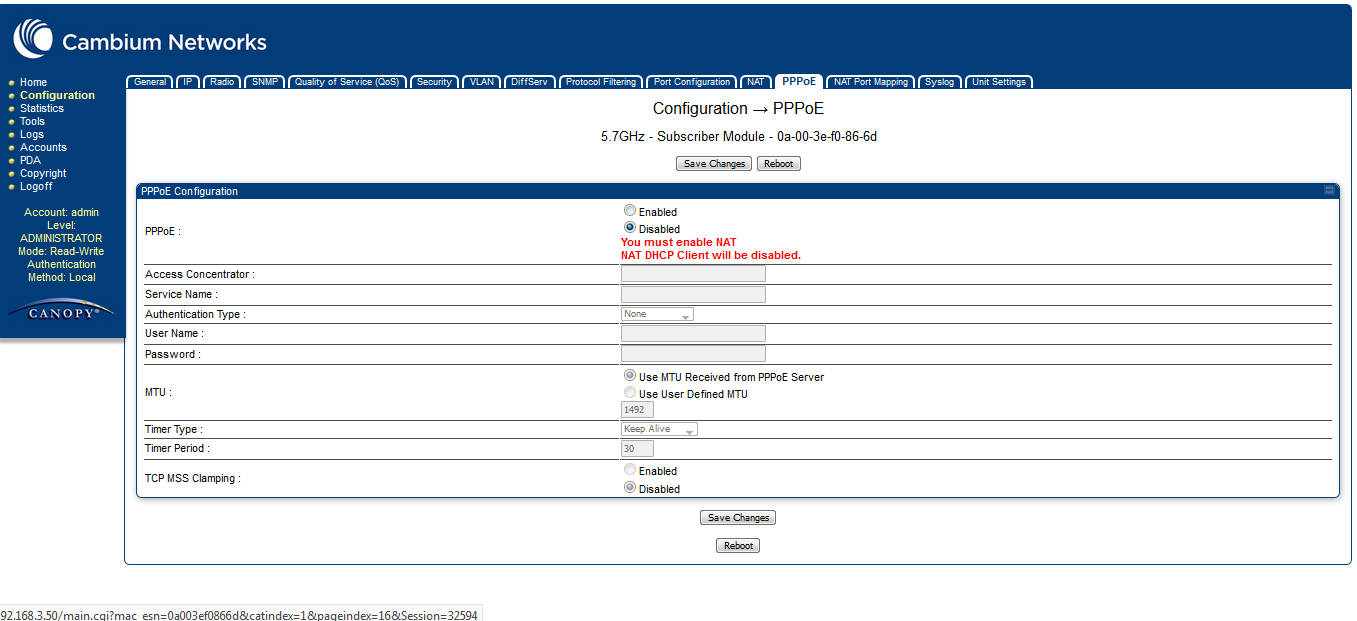 Cambium Networks
Home
Configuration
Statistics
Tools
Logs
Accounts
PDA
Copyright
Logoff
Account: admin
Level:
ADMINISTRATOR
Mode: Read-Write
Authentication
Method: Local
CANOPY
General IP Radio SNMP Quality of Service (QoS) Security VLAN DiffServ Protocol Filtering Port Configuration NAT PPPoE NAT Port Mapping Syslog Unit Settings
Configuration → PPPoE
5.7GHz - Subscriber Module - 0a-00-3e-f0-86-6d
Save Changes Reboot
PPPoE Configuration
PPPoE :
Enabled
Disabled
You must enable NAT
NAT DHCP Client will be disabled.
Access Concentrator :
Service Name :
Authentication Type : None
User Name :
Password :
MTU :
Use MTU Received from PPPoE Server
Use User Defined MTU
1492
Timer Type : Keep Alive
Timer Period : 30
TCP MSS Clamping :
Enabled
Disabled
Save Changes
Reboot
92.168.3.50/main.cgi?mac_esn=0a003ef0866d&catindex=1&pageindex=16&Session=32594